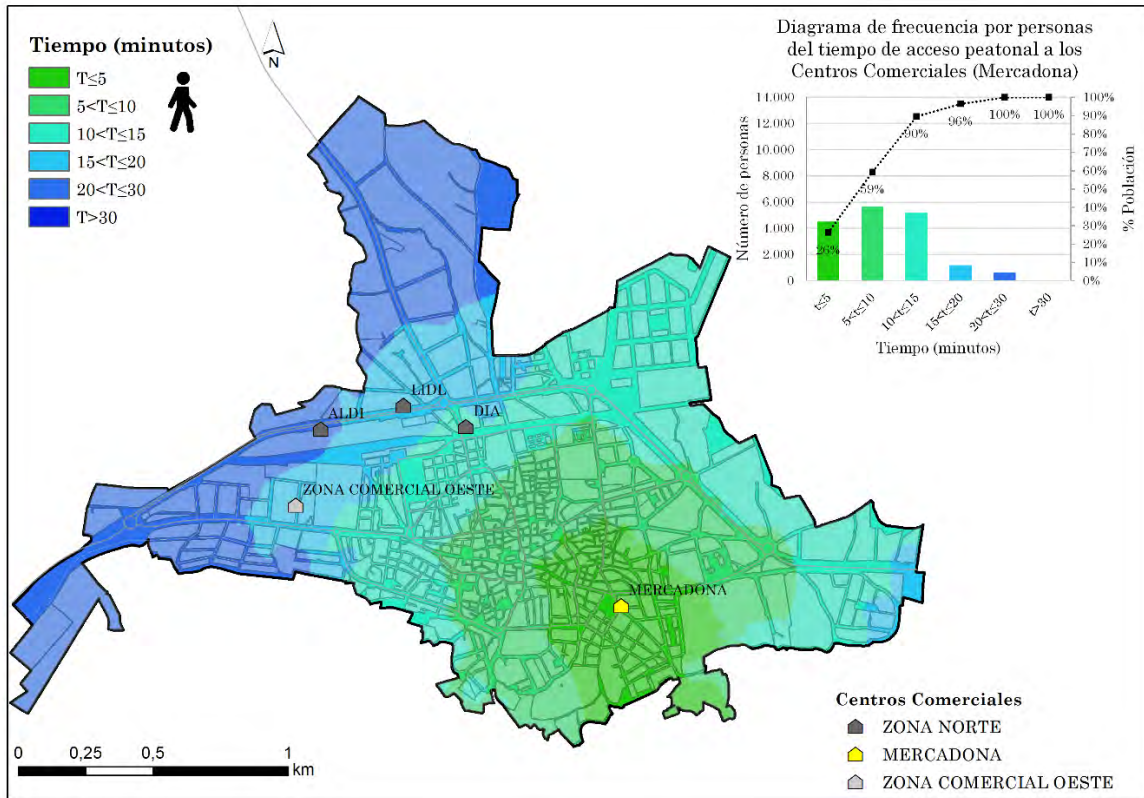 Tiempo (minutos)
T≤5
5<T≤10
10<T≤15
15<T≤20
20<T≤30
T>30
N
Diagrama de frecuencia por personas
del tiempo de acceso peatonal a los
Centros Comerciales (Mercadona)
Número de personas
14.000
12.000
10.000
8.000
6.000
4.000
2.000
0
26%
59%
90%
96%
100%
100%
100%
90%
80%
70%
60%
50%
40%
30%
20%
10%
0%
% Población
t≤5
5<t≤10
10<t≤15
15<t≤20
20<t≤30
t>30
Tiempo (minutos)
LIDL
ALDI
DIA
ZONA COMERCIAL OESTE
MERCADONA
Centros Comerciales
ZONA NORTE
MERCADONA
ZONA COMERCIAL OESTE
0 0,25 0,5 1
km